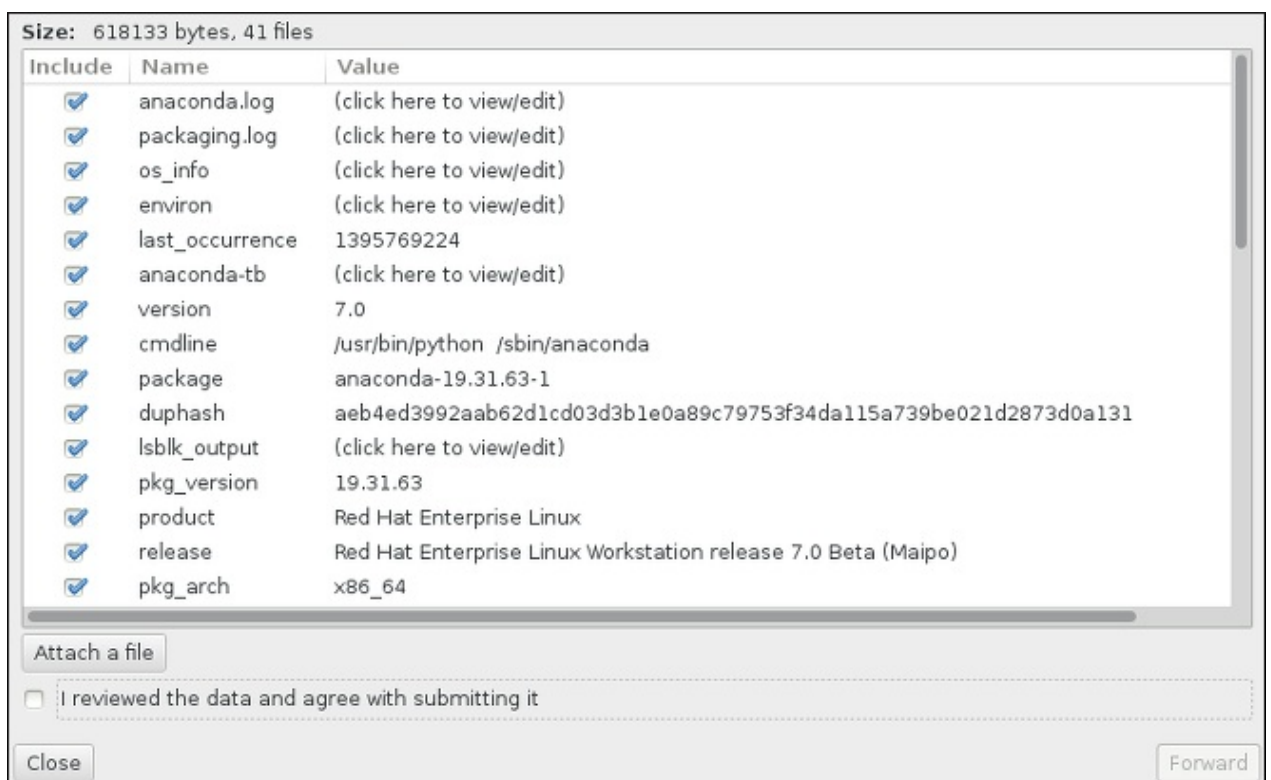 Size: 618133 bytes, 41 files
Include Name Value
anaconda.log (click here to view/edit)
packaging.log (click here to view/edit)
os_info (click here to view/edit)
environ (click here to view/edit)
last_occurrence 1395769224
anaconda-tb (click here to view/edit)
version 7.0
cmdline /usr/bin/python /sbin/anaconda
package anaconda-19.31.63-1
duphash aeb4ed3992aab62d1cd03d3b1e0a89c79753f34da115a739be021d2873d0a131
lsblk_output (click here to view/edit)
pkg_version 19.31.63
product Red Hat Enterprise Linux
release Red Hat Enterprise Linux Workstation release 7.0 Beta (Maipo)
pkg_arch x86_64
Attach a file
I reviewed the data and agree with submitting it
Close Forward